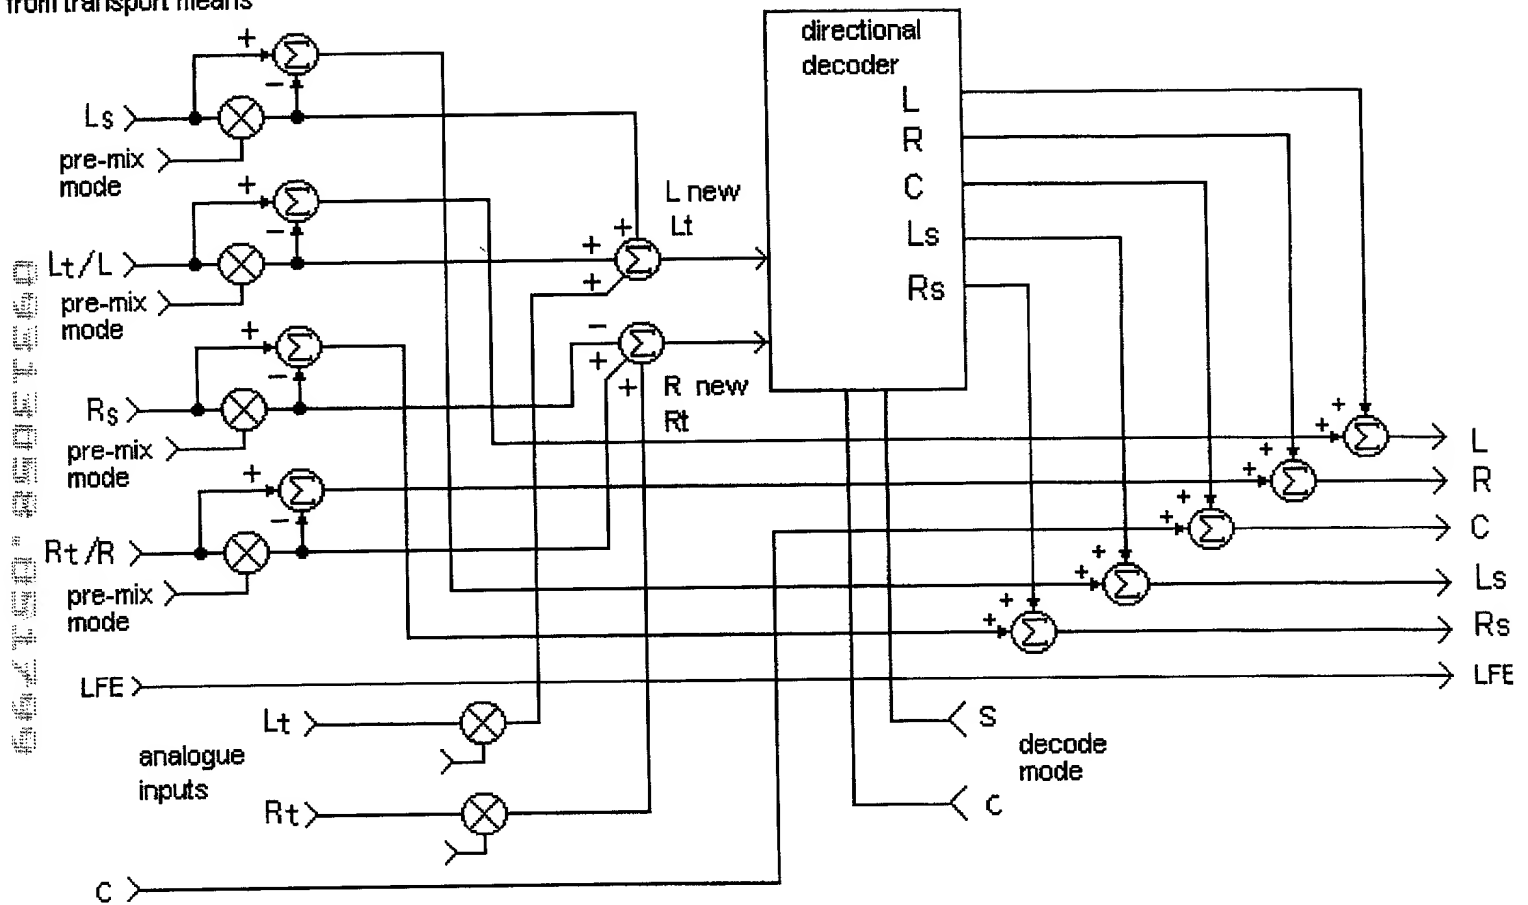 from transport means
directional
decoder
+
Σ
−
Ls
pre-mix
mode
+
Σ
−
Lt/L
pre-mix
mode
+
Σ
−
Rs
pre-mix
mode
+
Σ
−
Rt/R
pre-mix
mode
LFE
Lt
analogue
inputs
Rt
C
L new
Lt
+
+
Σ
+
−
Σ
+
+
R new
Rt
L
R
C
Ls
Rs
S
decode
mode
C
+
+
Σ
L
+
+
Σ
R
+
+
Σ
C
+
+
Σ
Ls
+
+
Σ
Rs
LFE